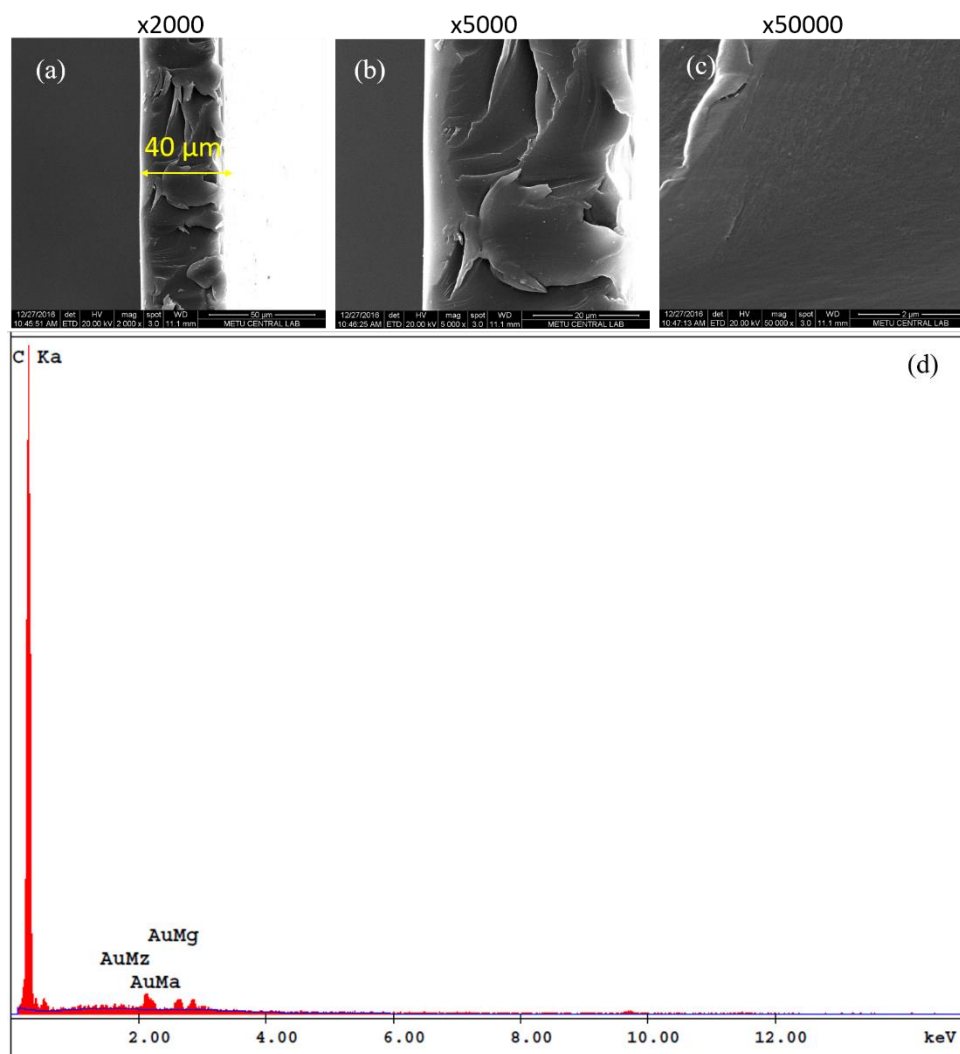 x2000 x5000 x50000
(a) (b) (c)
40 µm
12/27/2016 det HV mag spot WD 50 µm
10:45:51 AM ETD 20.00 kV 2 000 x 3.0 11.1 mm METU CENTRAL LAB
12/27/2016 det HV mag spot WD 20 µm
10:46:25 AM ETD 20.00 kV 5 000 x 3.0 11.1 mm METU CENTRAL LAB
12/27/2016 det HV mag spot WD 2 µm
10:47:13 AM ETD 20.00 kV 50 000 x 3.0 11.1 mm METU CENTRAL LAB
C Ka (d)
AuMg
AuMz
AuMa
2.00 4.00 6.00 8.00 10.00 12.00 keV